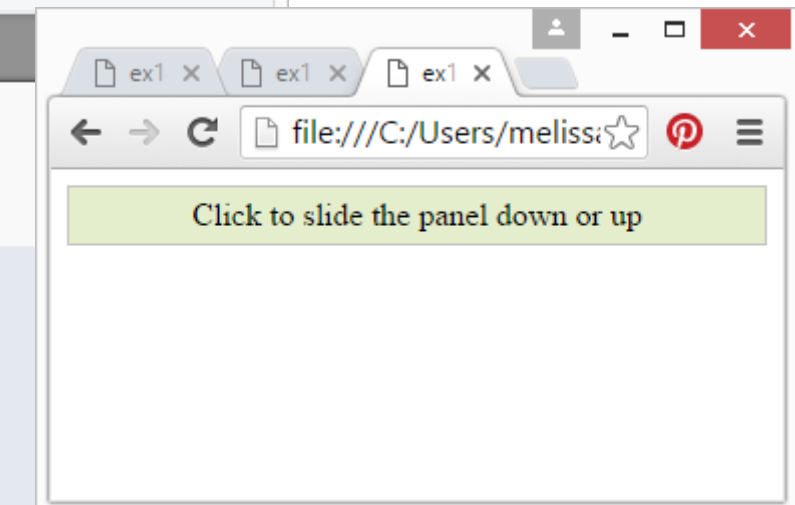 ex1
ex1
ex1
file:///C:/Users/meliss
Click to slide the panel down or up